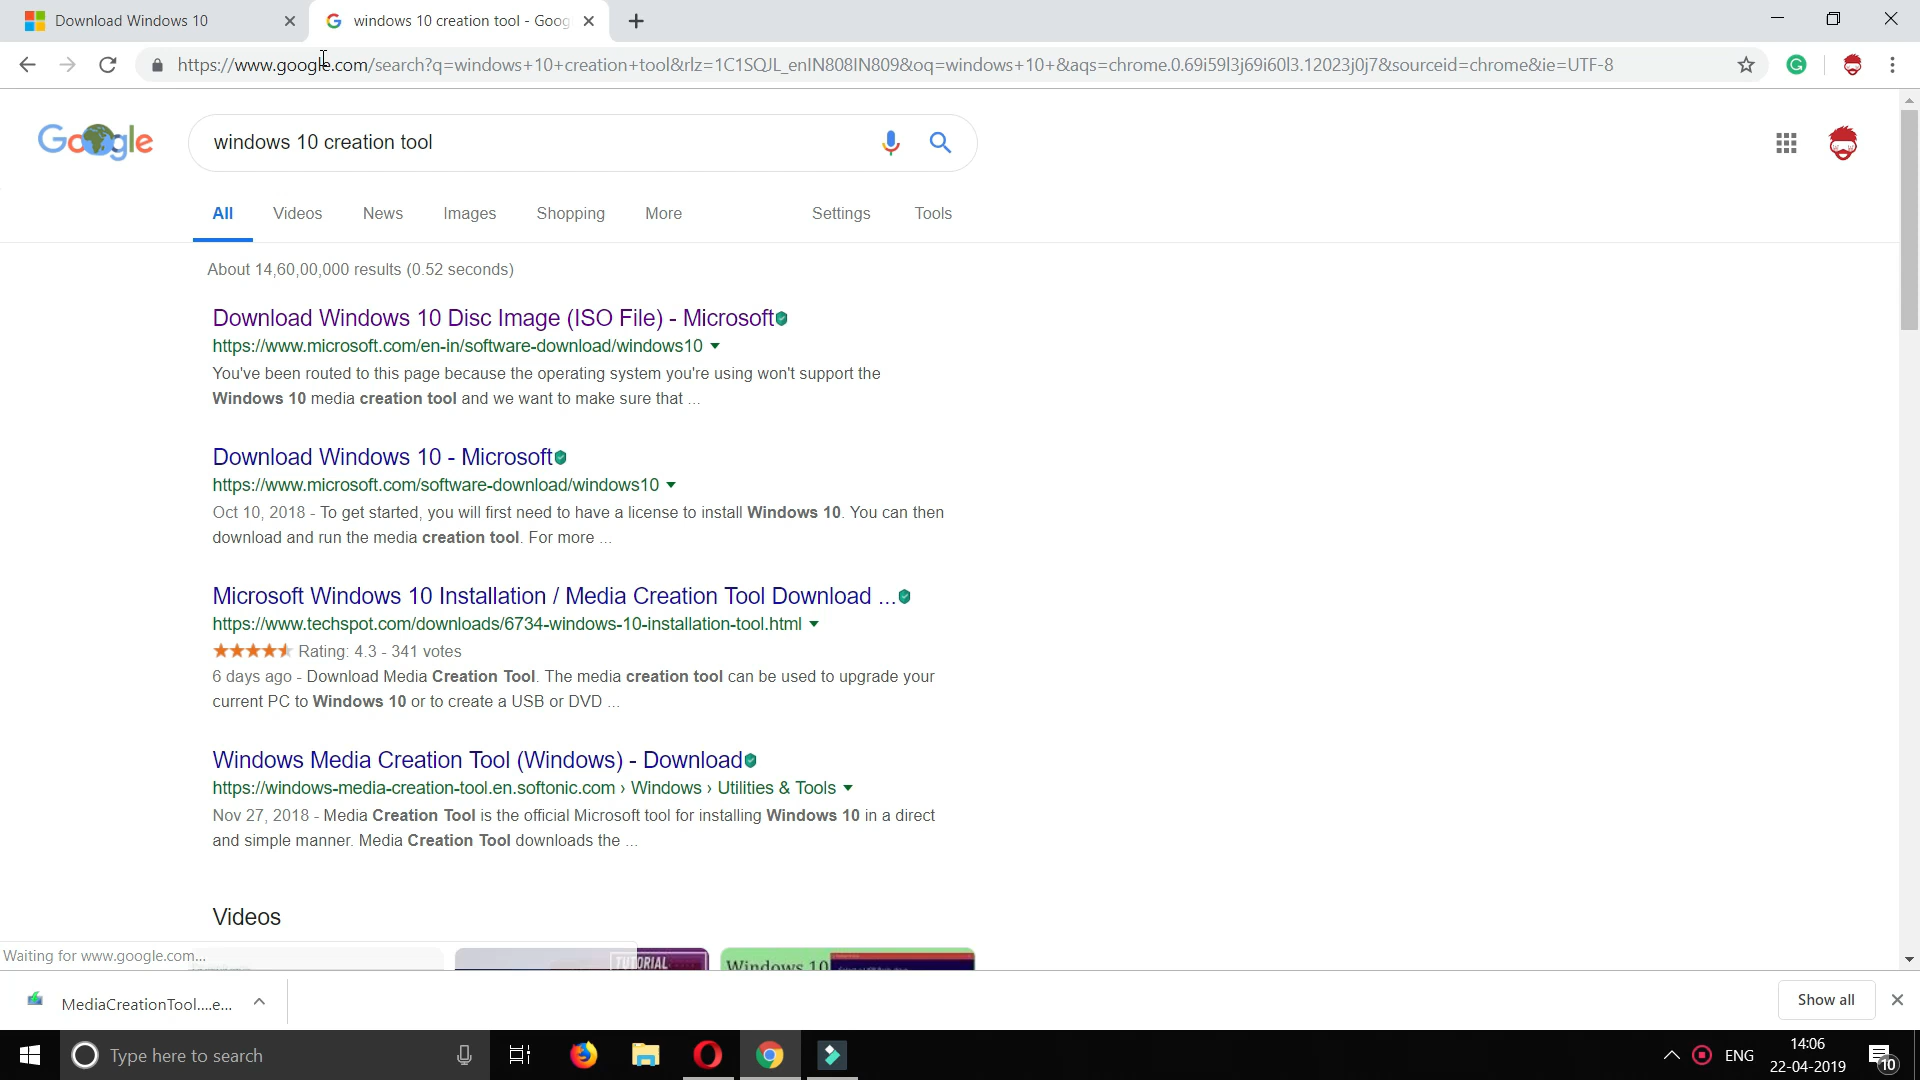 Download Windows 10
windows 10 creation tool - Goog
https://www.google.com/search?q=windows+10+creation+tool&rlz=1C1SQJL_enIN808IN809&oq=windows+10+&aqs=chrome.0.69i59l3j69i60l3.12023j0j7&sourceid=chrome&ie=UTF-8
Google
windows 10 creation tool
All Videos News Images Shopping More Settings Tools
About 14,60,00,000 results (0.52 seconds)
Download Windows 10 Disc Image (ISO File) - Microsoft
https://www.microsoft.com/en-in/software-download/windows10
You've been routed to this page because the operating system you're using won't support the
Windows 10 media creation tool and we want to make sure that ...
Download Windows 10 - Microsoft
https://www.microsoft.com/software-download/windows10
Oct 10, 2018 - To get started, you will first need to have a license to install Windows 10. You can then
download and run the media creation tool. For more ...
Microsoft Windows 10 Installation / Media Creation Tool Download ...
https://www.techspot.com/downloads/6734-windows-10-installation-tool.html
Rating: 4.3 - 341 votes
6 days ago - Download Media Creation Tool. The media creation tool can be used to upgrade your
current PC to Windows 10 or to create a USB or DVD ...
Windows Media Creation Tool (Windows) - Download
https://windows-media-creation-tool.en.softonic.com › Windows › Utilities & Tools
Nov 27, 2018 - Media Creation Tool is the official Microsoft tool for installing Windows 10 in a direct
and simple manner. Media Creation Tool downloads the ...
Videos
Waiting for www.google.com...
TUTORIAL
Windows 10
MediaCreationTool....e...
Show all
Type here to search
ENG
14:06
22-04-2019
10